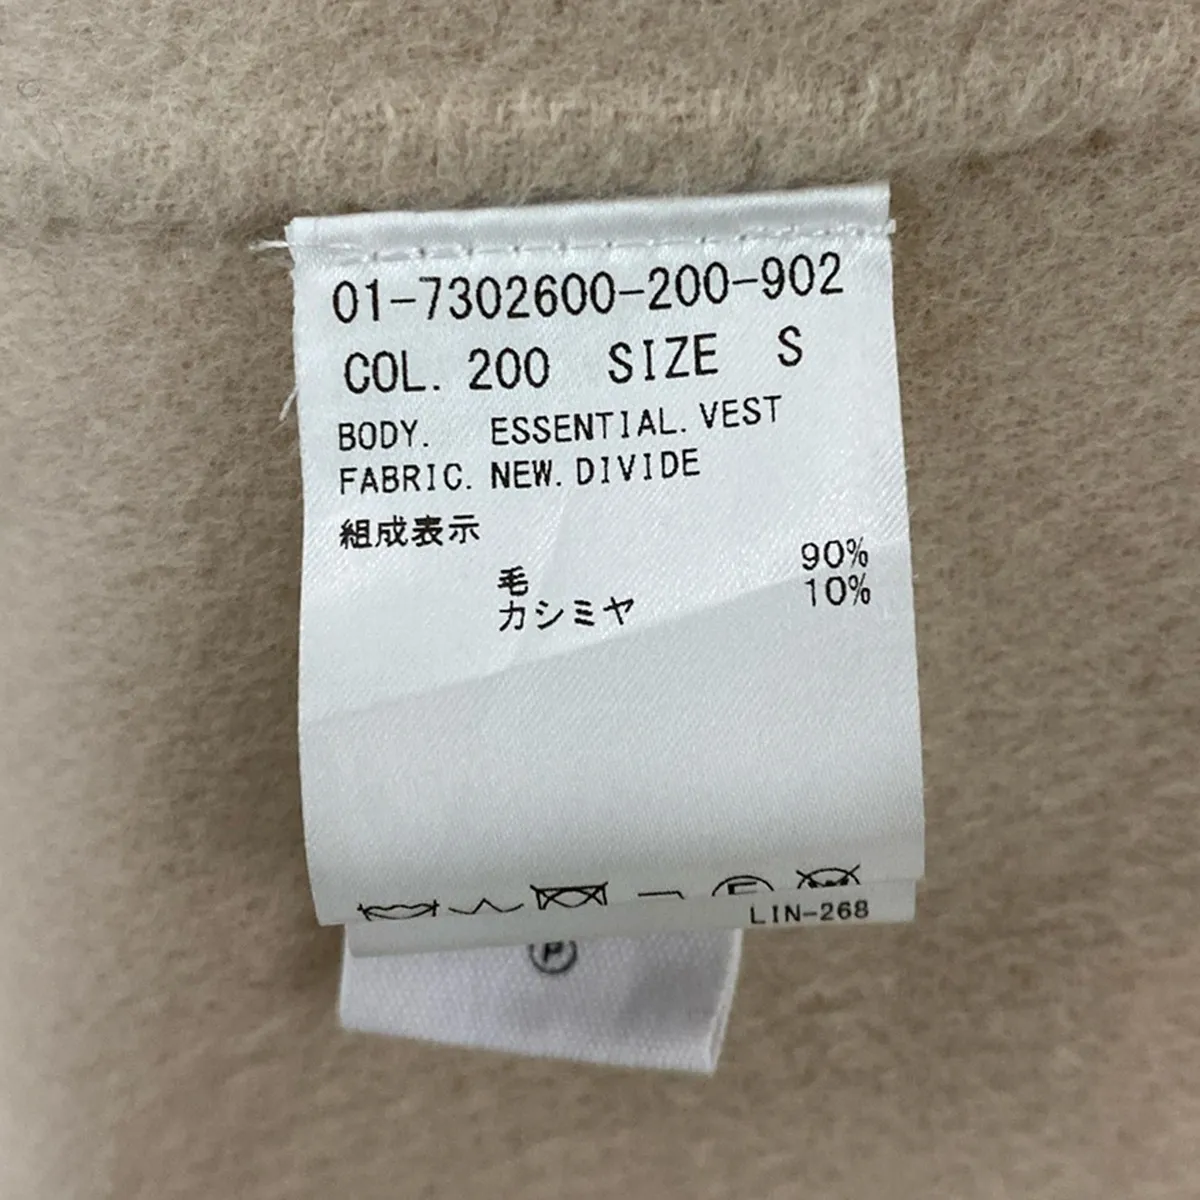 01-7302600-200-902
COL. 200 SIZE S
BODY. ESSENTIAL. VEST
FABRIC. NEW. DIVIDE
組成表示
毛 90%
カシミヤ 10%
LIN-268
P